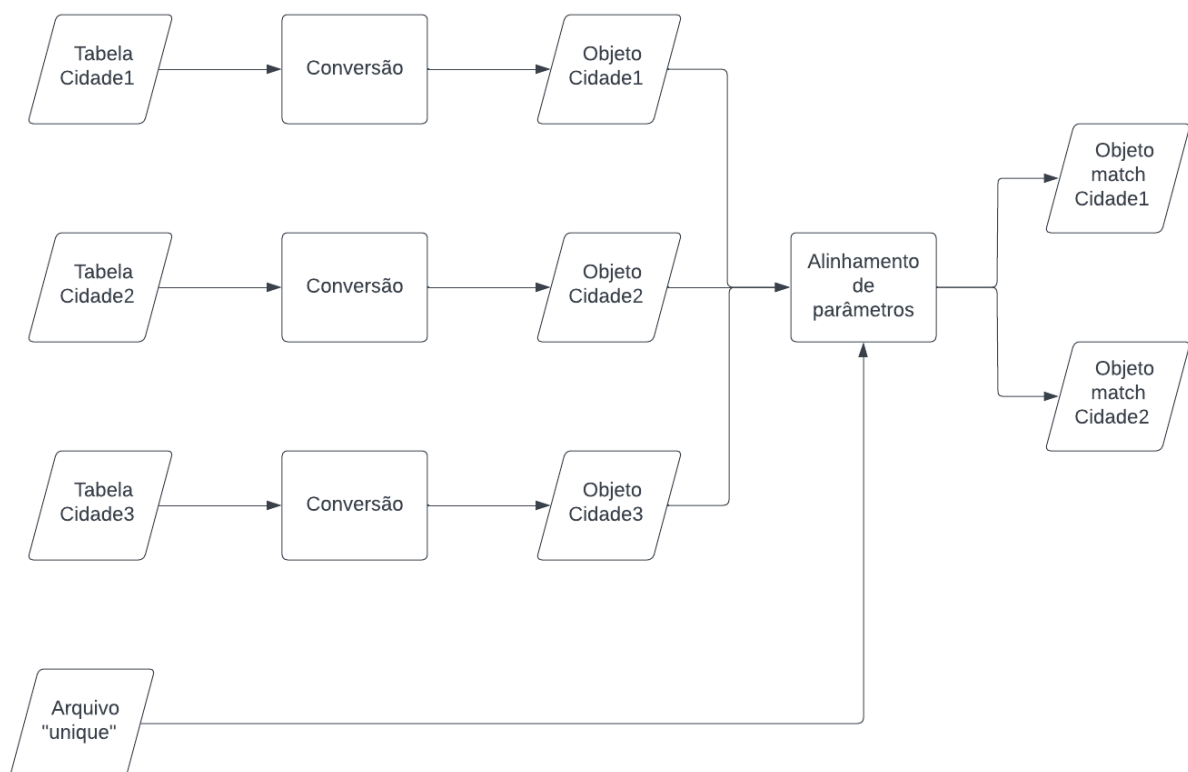 Tabela
Cidade1
Conversão
Objeto
Cidade1
Objeto
match
Cidade1
Tabela
Cidade2
Conversão
Objeto
Cidade2
Alinhamento
de
parâmetros
Objeto
match
Cidade2
Tabela
Cidade3
Conversão
Objeto
Cidade3
Arquivo
"unique"